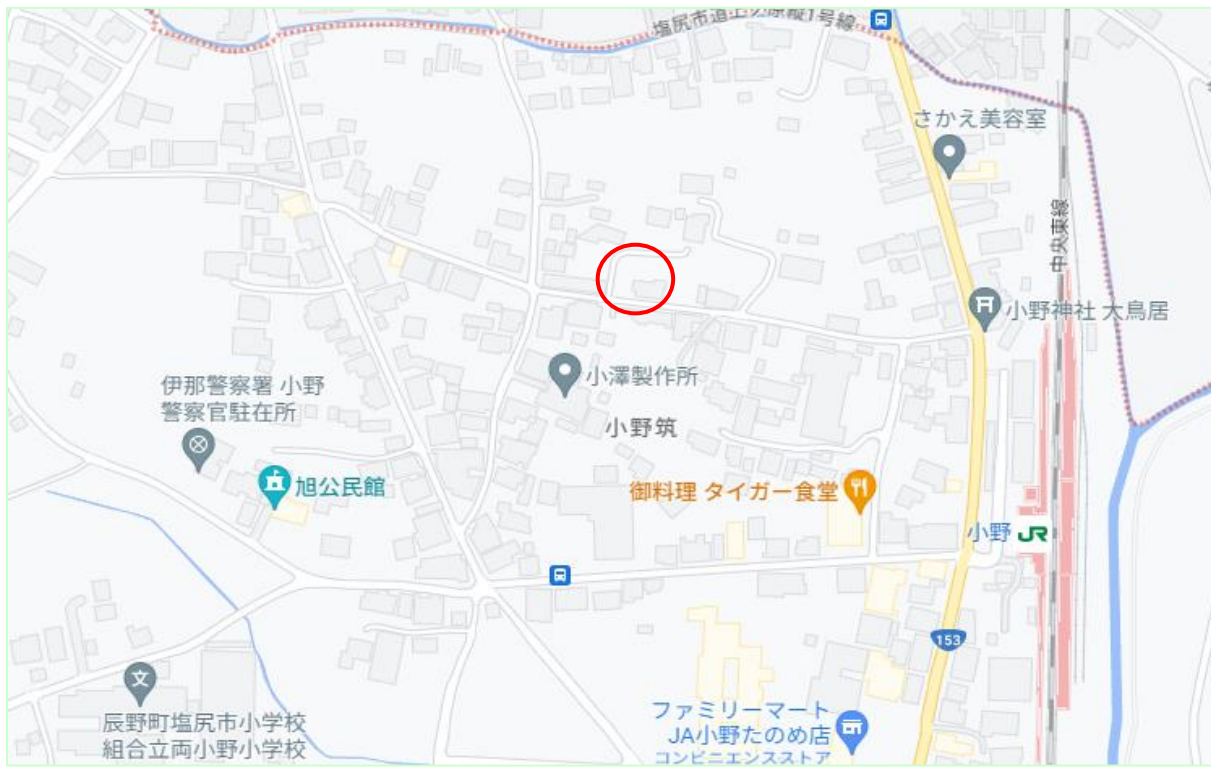 塩尻市道上の原縦1号線
さかえ美容室
中央東線
小野神社 大鳥居
小澤製作所
伊那警察署 小野
警察官駐在所
小野筑
旭公民館
御料理 タイガー食堂
小野 JR
153
文
辰野町塩尻市小学校
組合立両小野小学校
ファミリーマート
JA小野たのめ店
コンビニエンスストア